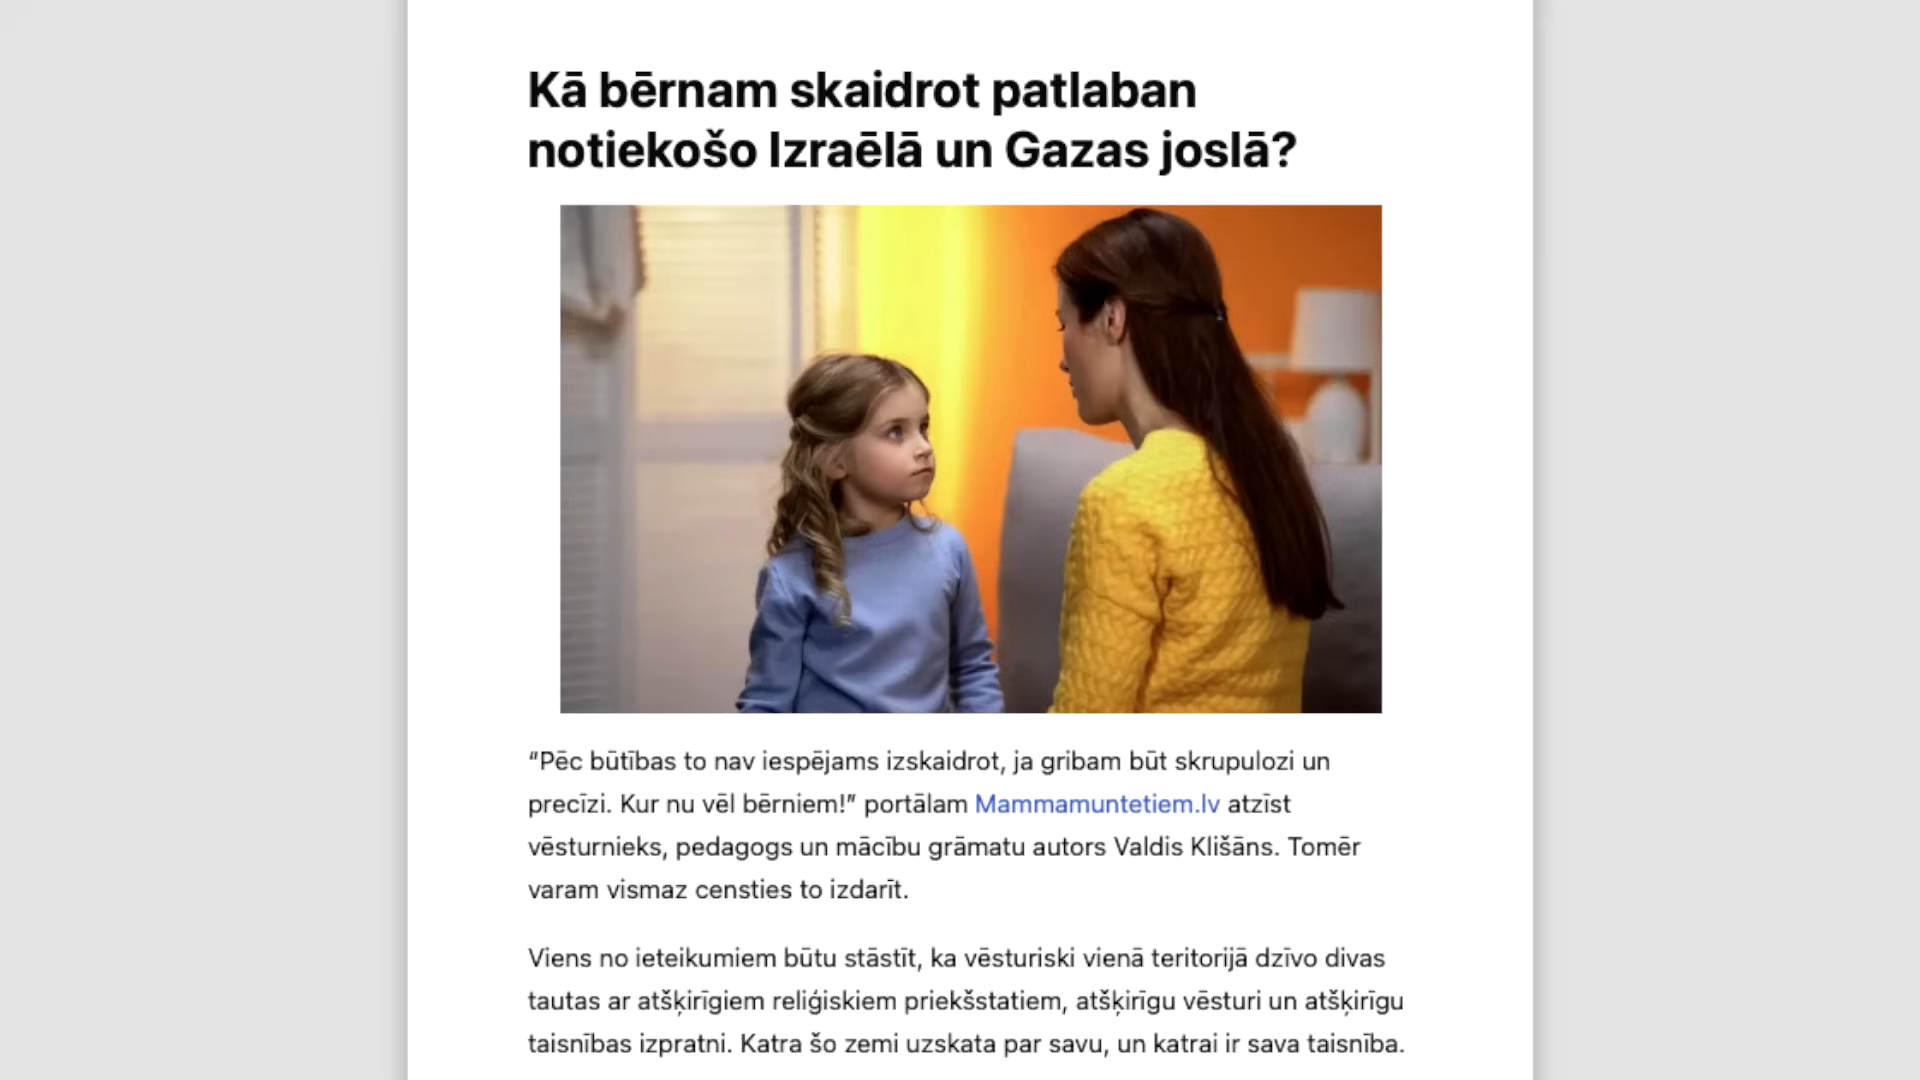 Kā bērnam skaidrot patlaban
notiekošo Izraēlā un Gazas joslā?
“Pēc būtības to nav iespējams izskaidrot, ja gribam būt skrupulozi un
precīzi. Kur nu vēl bērniem!” portālam Mammamuntetiem.lv atzīst
vēsturnieks, pedagogs un mācību grāmatu autors Valdis Klišāns. Tomēr
varam vismaz censties to izdarīt.
Viens no ieteikumiem būtu stāstīt, ka vēsturiski vienā teritorijā dzīvo divas
tautas ar atšķirīgiem reliģiskiem priekšstatiem, atšķirīgu vēsturi un atšķirīgu
taisnības izpratni. Katra šo zemi uzskata par savu, un katrai ir sava taisnība.